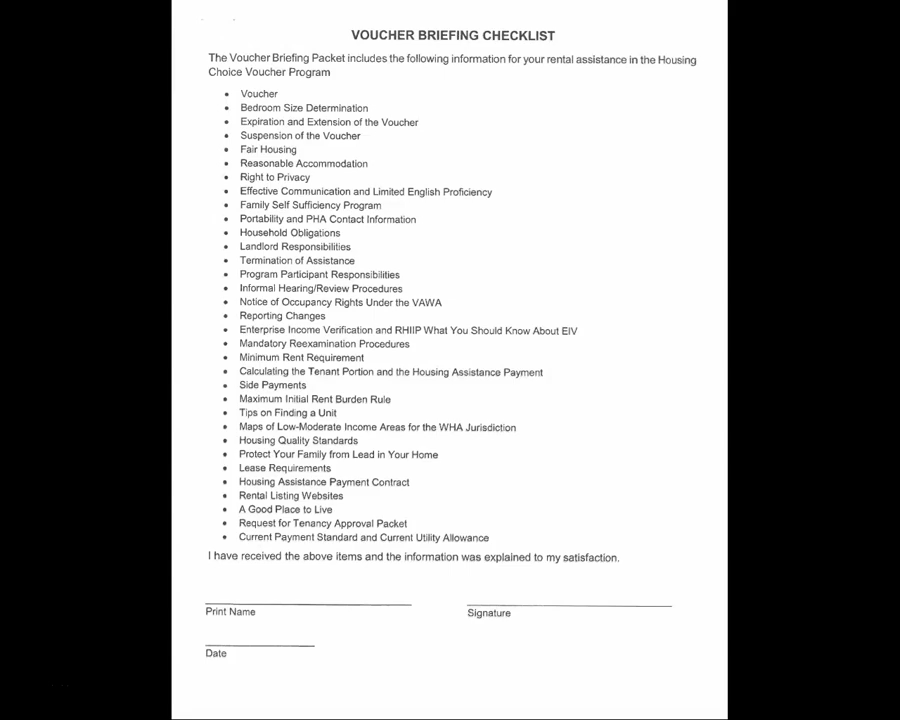 VOUCHER BRIEFING CHECKLIST
The Voucher Briefing Packet includes the following information for your rental assistance in the Housing
Choice Voucher Program
• Voucher
• Bedroom Size Determination
• Expiration and Extension of the Voucher
• Suspension of the Voucher
• Fair Housing
• Reasonable Accommodation
• Right to Privacy
• Effective Communication and Limited English Proficiency
• Family Self Sufficiency Program
• Portability and PHA Contact Information
• Household Obligations
• Landlord Responsibilities
• Termination of Assistance
• Program Participant Responsibilities
• Informal Hearing/Review Procedures
• Notice of Occupancy Rights Under the VAWA
• Reporting Changes
• Enterprise Income Verification and RHIIP What You Should Know About EIV
• Mandatory Reexamination Procedures
• Minimum Rent Requirement
• Calculating the Tenant Portion and the Housing Assistance Payment
• Side Payments
• Maximum Initial Rent Burden Rule
• Tips on Finding a Unit
• Maps of Low-Moderate Income Areas for the WHA Jurisdiction
• Housing Quality Standards
• Protect Your Family from Lead in Your Home
• Lease Requirements
• Housing Assistance Payment Contract
• Rental Listing Websites
• A Good Place to Live
• Request for Tenancy Approval Packet
• Current Payment Standard and Current Utility Allowance
I have received the above items and the information was explained to my satisfaction.
Print Name
Signature
Date